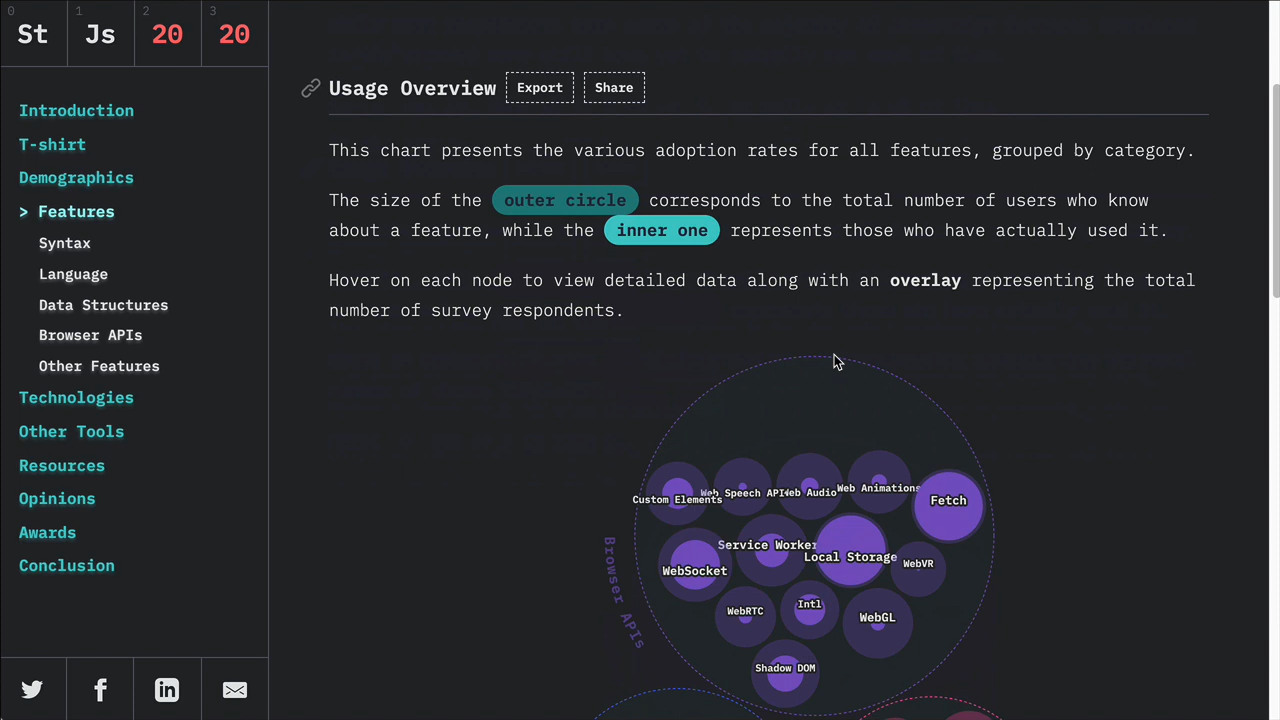 0 1 2 3
St Js 20 20
Introduction
T-shirt
Demographics
> Features
Syntax
Language
Data Structures
Browser APIs
Other Features
Technologies
Other Tools
Resources
Opinions
Awards
Conclusion
Usage Overview Export Share
This chart presents the various adoption rates for all features, grouped by category.
The size of the outer circle corresponds to the total number of users who know
about a feature, while the inner one represents those who have actually used it.
Hover on each node to view detailed data along with an overlay representing the total
number of survey respondents.
Custom Elements
Web Speech API
Web Audio
Web Animations
Fetch
WebSocket
Service Worker
Local Storage
WebVR
WebRTC
Intl
WebGL
Shadow DOM
Browser APIs